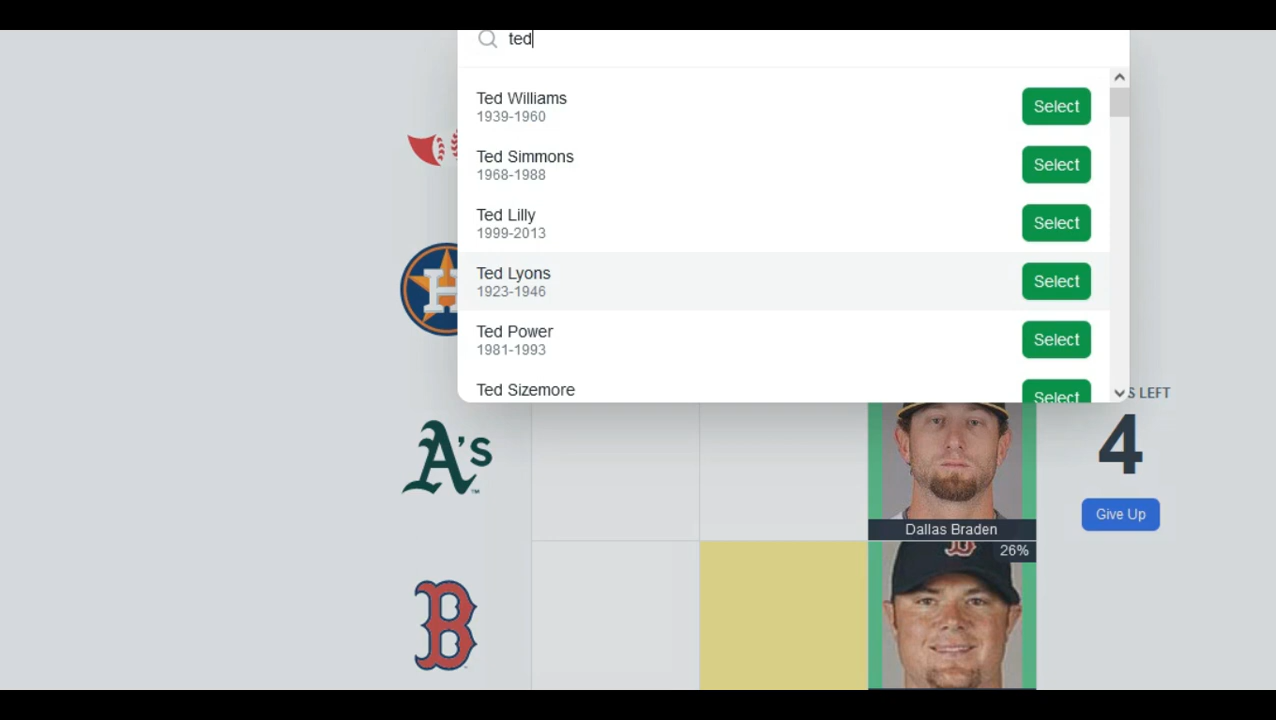 ted
Ted Williams
1939-1960
Select
Ted Simmons
1968-1988
Select
Ted Lilly
1999-2013
Select
Ted Lyons
1923-1946
Select
Ted Power
1981-1993
Select
Ted Sizemore
Select
S LEFT
4
Give Up
H
A's
Dallas Braden
26%
B
B